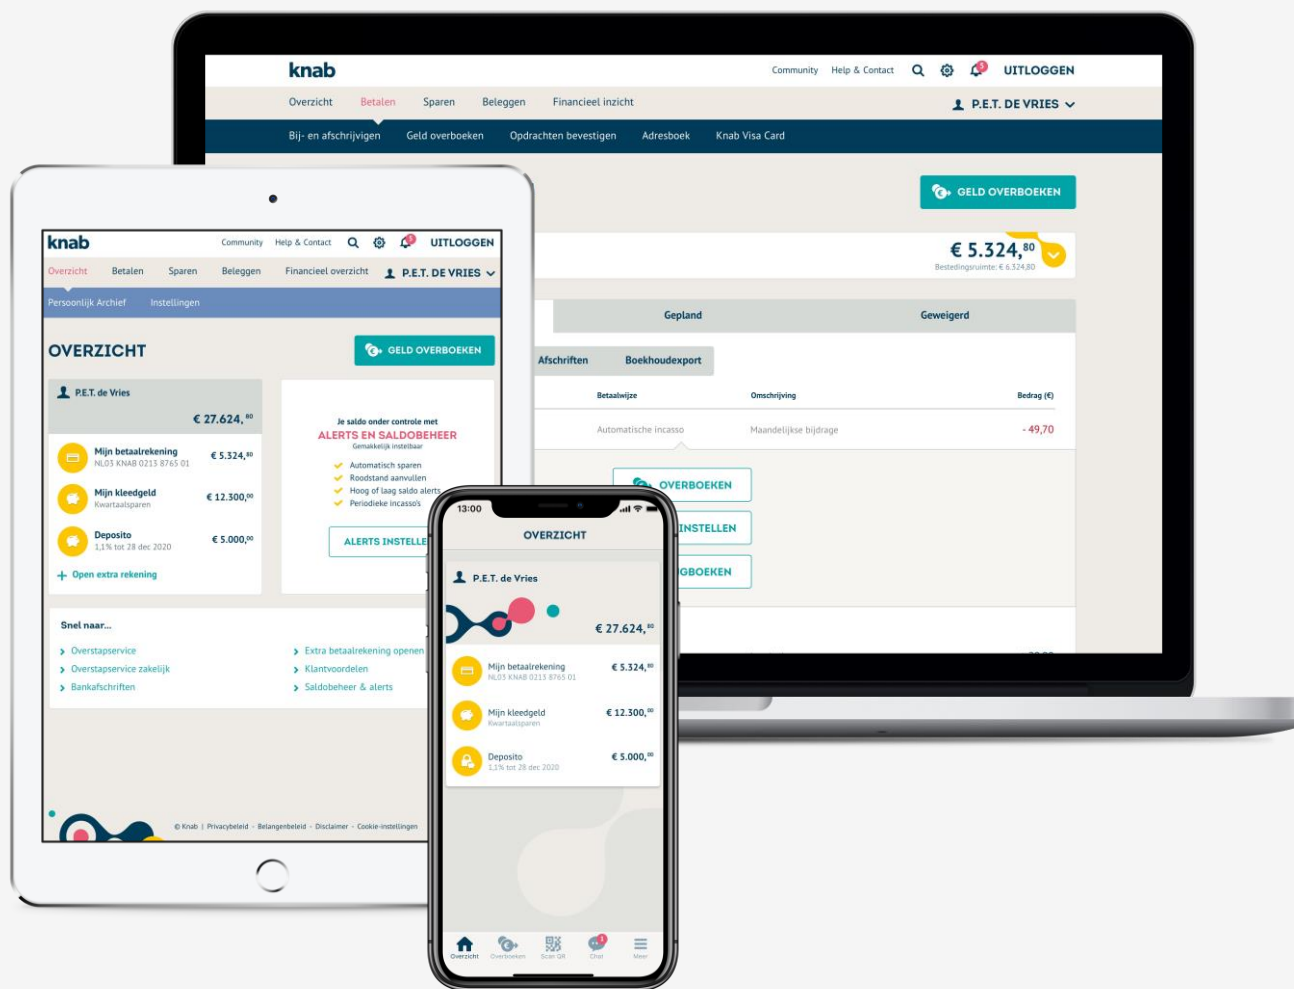 knab
Community Help & Contact 5 UITLOGGEN
Overzicht Betalen Sparen Beleggen Financieel inzicht P.E.T. DE VRIES
Bij- en afschrijvigen Geld overboeken Opdrachten bevestigen Adresboek Knab Visa Card
GELD OVERBOEKEN
€ 5.324,80
Bestedingsruimte: € 6.324,80
Gepland Geweigerd
Afschriften Boekhoudexport
Betaalwijze Omschrijving Bedrag (€)
Automatische incasso Maandelijkse bijdrage - 49,70
OVERBOEKEN
INSTELLEN
knab
Community Help & Contact UITLOGGEN
Overzicht Betalen Sparen Beleggen Financieel overzicht P.E.T. DE VRIES
Persoonlijk Archief Instellingen
OVERZICHT
GELD OVERBOEKEN
P.E.T. de Vries
€ 27.624,80
Mijn betaalrekening € 5.324,80
NL03 KNAB 0213 8765 01
Mijn kleedgeld € 12.300,00
Kwartaalsparen
Deposito € 5.000,00
1,1% tot 28 dec 2020
+ Open extra rekening
Je saldo onder controle met
ALERTS EN SALDOBEHEER
Gemakkelijk instelbaar
Automatisch sparen
Roodstand aanvullen
Hoog of laag saldo alerts
Periodieke incasso's
ALERTS INSTELLE
Snel naar...
Overstapservice
Overstapservice zakelijk
Bankafschriften
Extra betaalrekening openen
Klantvoordelen
Saldobeheer & alerts
© Knab | Privacybeleid - Belangenbeleid - Disclaimer - Cookie-instellingen
13:00
OVERZICHT
P.E.T. de Vries
€ 27.624,80
Mijn betaalrekening € 5.324,80
NL03 KNAB 0213 8765 01
Mijn kleedgeld € 12.300,00
Kwartaalsparen
Deposito € 5.000,00
1,1% tot 28 dec 2020
Overzicht Overboeken Scan QR Chat Meer